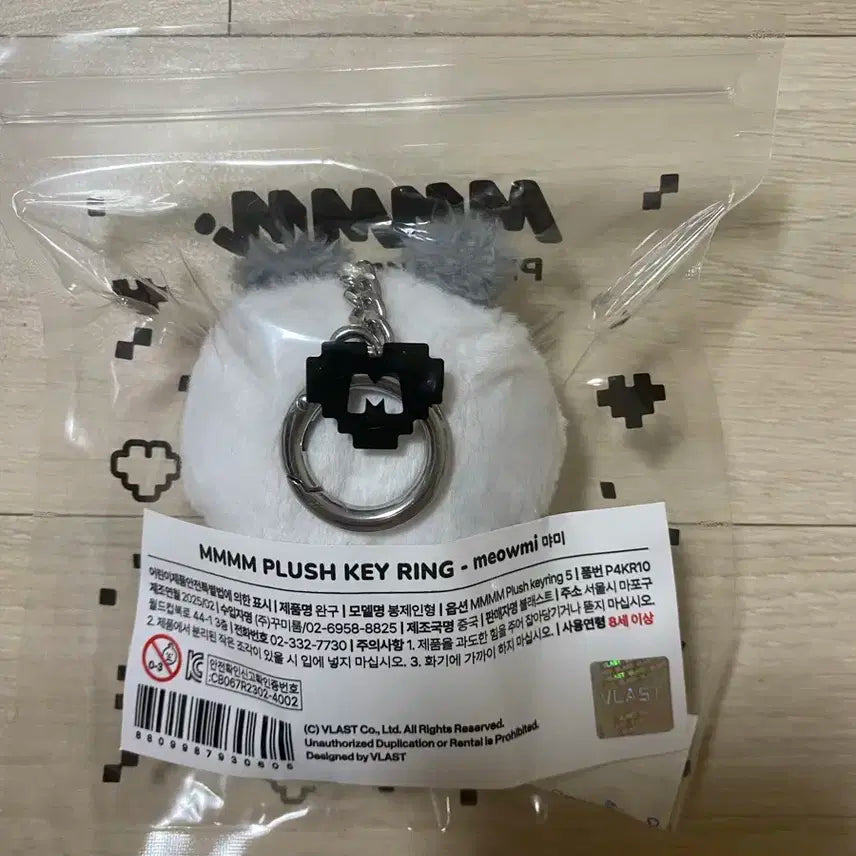 MMMM
MMMM PLUSH KEY RING - meowmi 먀미
어린이제품안전특별법에 의한 표시 | 제품명 완구 | 모델명 봉제인형 | 옵션 MMMM Plush keyring 5 | 품번 P4KR10
제조연월 2025/02 | 수입자명 (주)꾸미룸/02-6958-8825 | 제조국명 중국 | 판매자명 블래스트 | 주소 서울시 마포구
월드컵북로 44-1 3층 | 전화번호 02-332-7730 | 주의사항 1. 제품을 과도한 힘을 주어 잡아당기거나 뜯지 마십시오.
2. 제품에서 분리된 작은 조각이 있을 시 입에 넣지 마십시오. 3. 화기에 가까이 하지 마십시오. | 사용연령 8세 이상
0-3
안전확인신고확인증번호
:CB067R2302-4002
8809987930605
(C) VLAST Co., Ltd. All Rights Reserved.
Unauthorized Duplication or Rental is Prohibited.
Designed by VLAST
VLAST